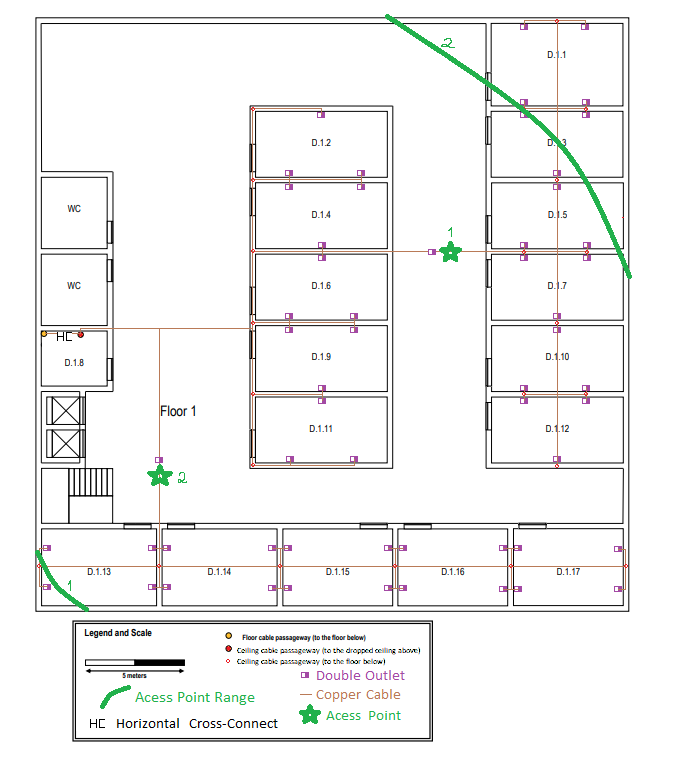 2
D.1.1
D.1.2
D.1.3
WC
D.1.4
D.1.5
1
WC
D.1.6
D.1.7
HC
D.1.8
D.1.9
D.1.10
Floor 1
D.1.11
D.1.12
2
D.1.13
D.1.14
D.1.15
D.1.16
D.1.17
1
Legend and Scale
5 meters
Floor cable passageway (to the floor below)
Ceiling cable passageway (to the dropped ceiling above)
Ceiling cable passageway (to the floor below)
Double Outlet
Acess Point Range
Copper Cable
HC Horizontal Cross-Connect
Acess Point